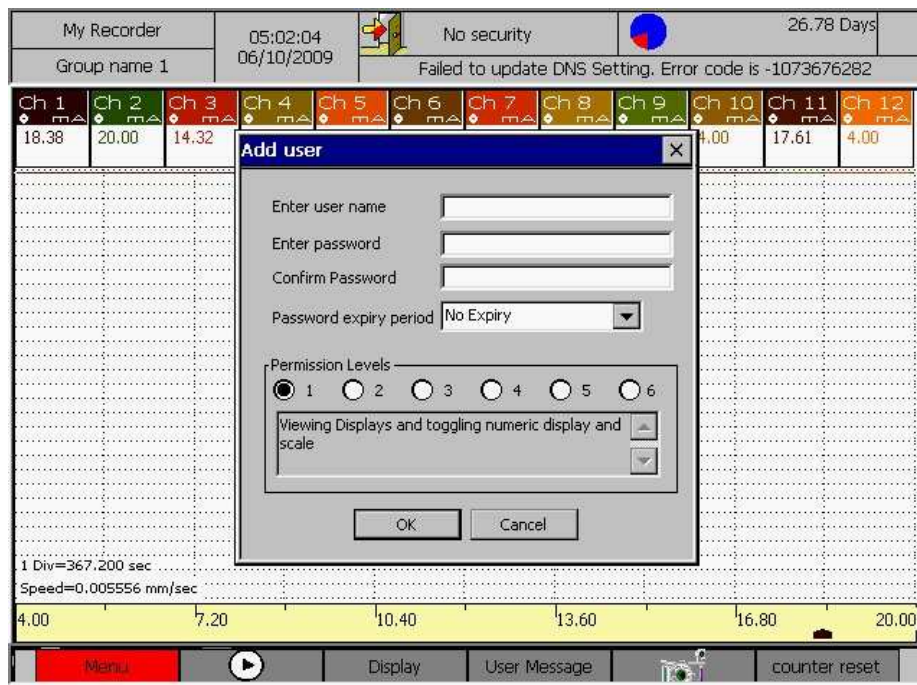 My Recorder
Group name 1
05:02:04
06/10/2009
No security
26.78 Days
Failed to update DNS Setting. Error code is -1073676282
Ch 1 Ch 2 Ch 3 Ch 4 Ch 5 Ch 6 Ch 7 Ch 8 Ch 9 Ch 10 Ch 11 Ch 12
mA mA mA mA mA mA mA mA mA mA mA mA
18.38 20.00 14.32 4.00 17.61 4.00
Add user
Enter user name
Enter password
Confirm Password
Password expiry period No Expiry
Permission Levels
1 2 3 4 5 6
Viewing Displays and toggling numeric display and
scale
OK Cancel
1 Div=367.200 sec
Speed=0.005556 mm/sec
4.00 7.20 10.40 13.60 16.80 20.00
Menu Display User Message counter reset